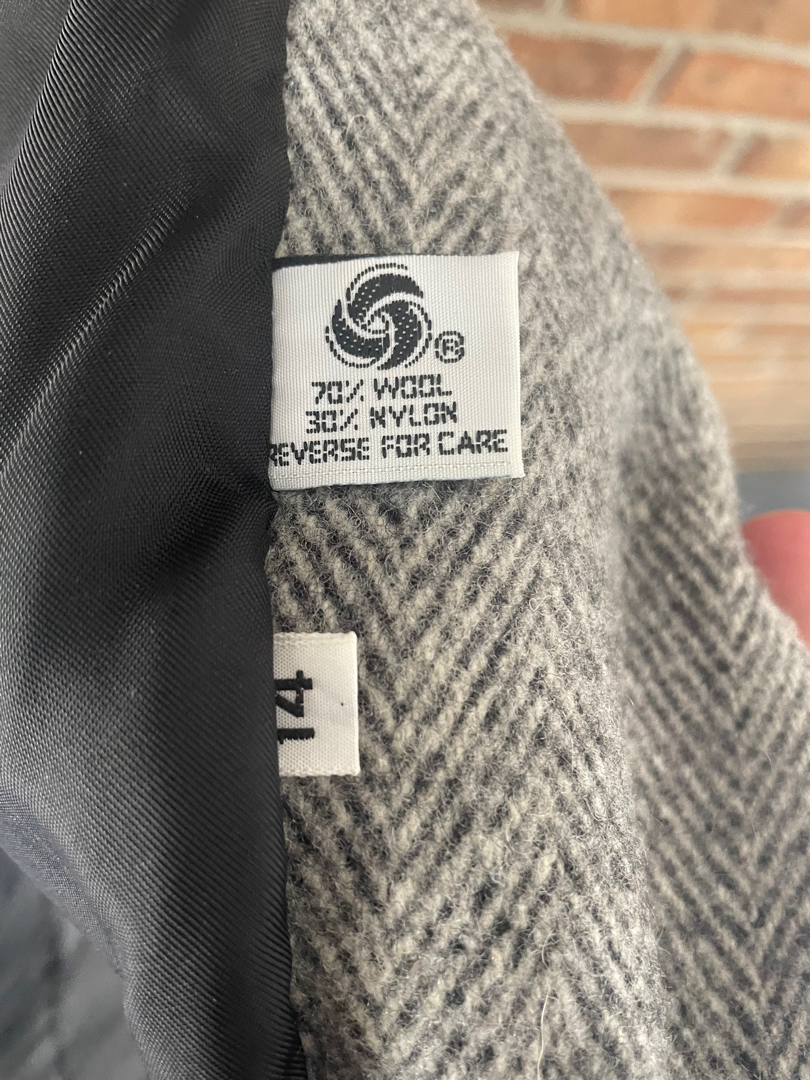 ®
70% WOOL
30% NYLON
REVERSE FOR CARE
14